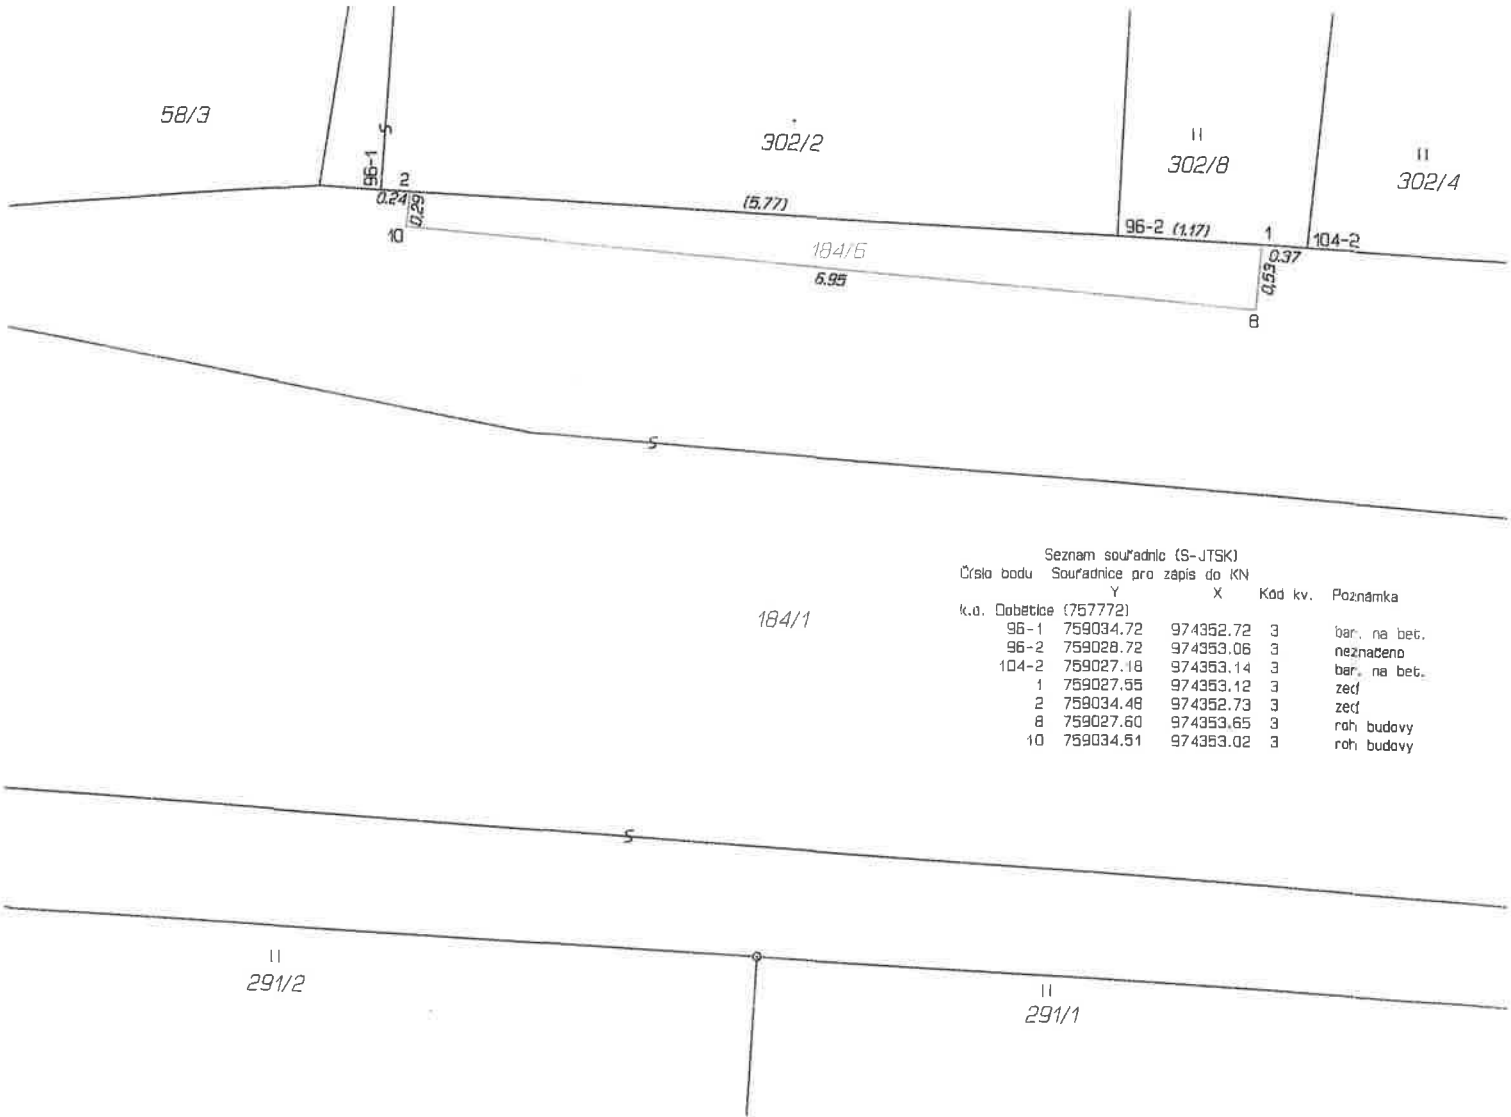 58/3
302/2
II
302/8
II
302/4
96-1
2
0.24
0.29
10
(5.77)
184/6
6.95
96-2 (1.17)
1
104-2
0.37
0.53
8
184/1
Seznam souřadnic (S-JTSK)
Číslo bodu Souřadnice pro zápis do KN
Y X Kód kv. Poznámka
k.ú. Dobětice (757772)
96-1 759034.72 974352.72 3 bar. na bet.
96-2 759028.72 974353.06 3 neznačeno
104-2 759027.18 974353.14 3 bar. na bet.
1 759027.55 974353.12 3 zeď
2 759034.48 974352.73 3 zeď
8 759027.60 974353.65 3 roh budovy
10 759034.51 974353.02 3 roh budovy
II
291/2
II
291/1